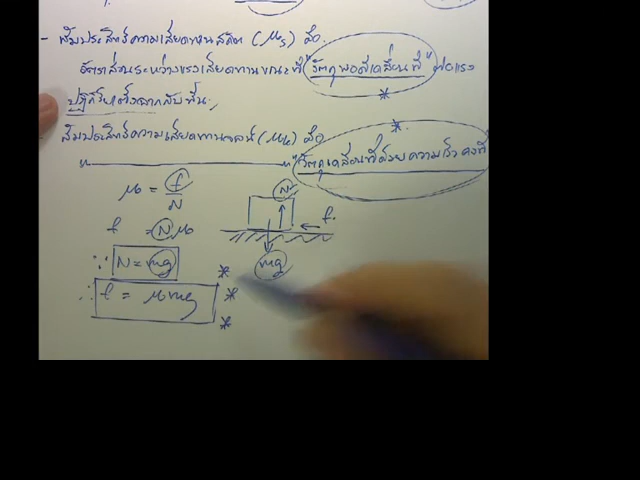 - สัมประสิทธิ์ความเสียดทานสถิต (μs) คือ
อัตราส่วนระหว่างแรงเสียดทานขณะที่ "วัตถุพอดีเคลื่อนที่" ต่อแรง
ปฏิกิริยาตั้งฉากกับพื้น
*
สัมประสิทธิ์ความเสียดทานจลน์ (μk) คือ
*
"วัตถุเคลื่อนที่ด้วยความเร็วคงที่
μ = f/N
N
f = Nμ
f
∵ N = mg
mg
*
∴ f = μmg
*
*